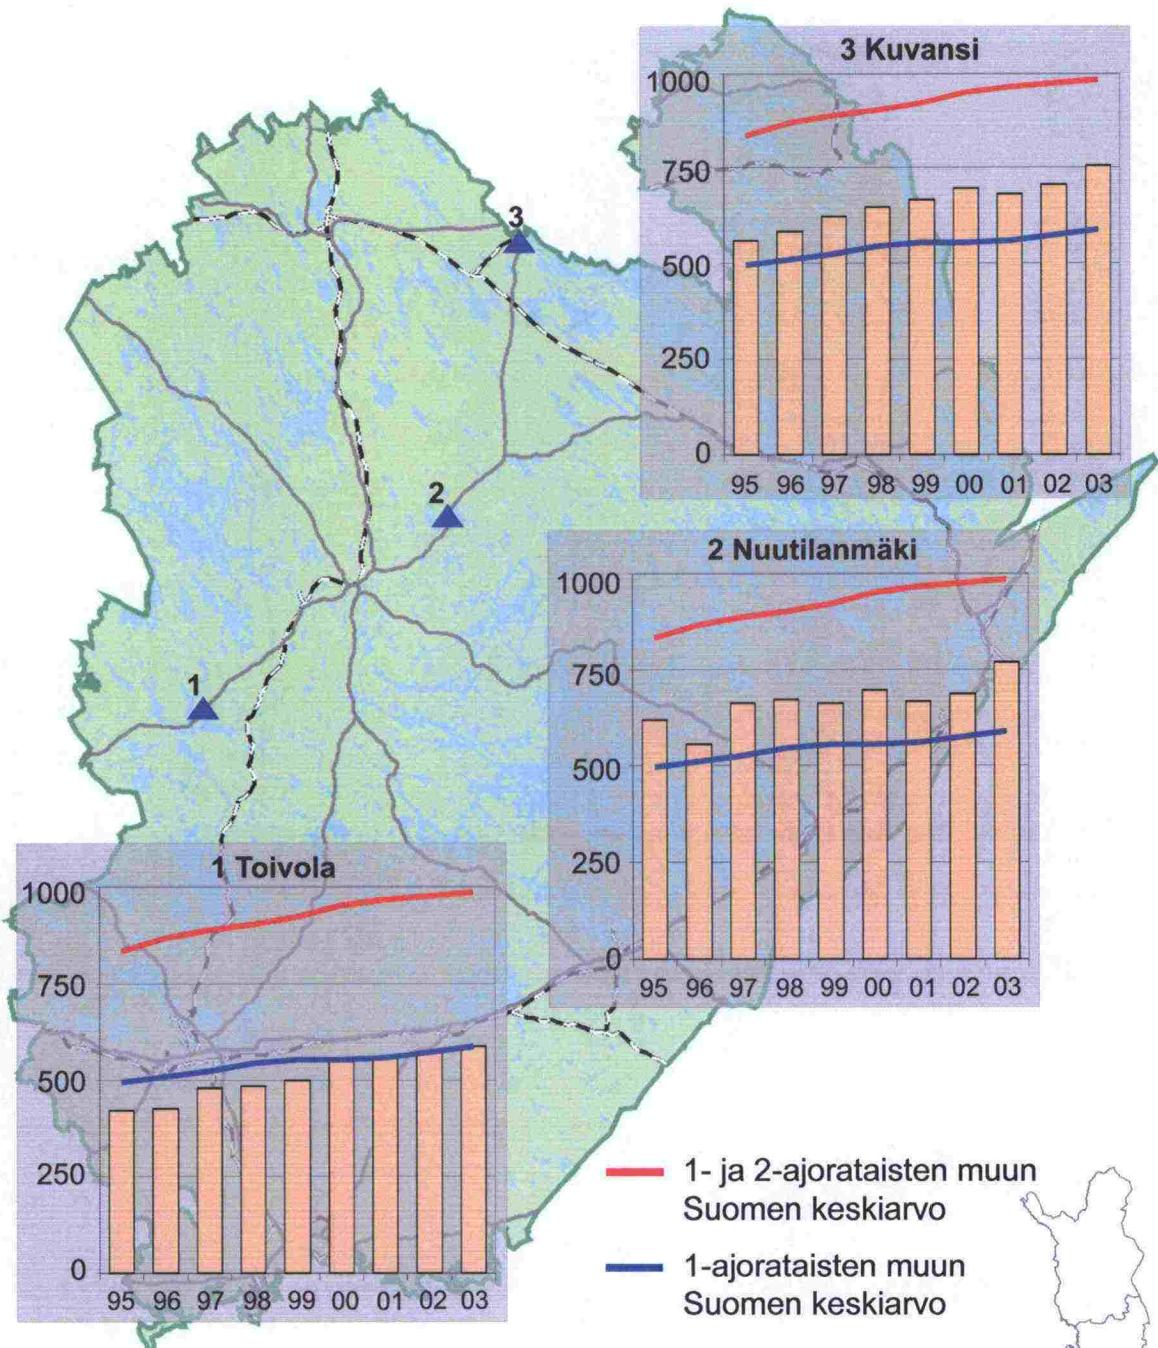 3 Kuvansi
1000
750
500
250
0
95 96 97 98 99 00 01 02 03
3
2
1
2 Nuutilanmäki
1000
750
500
250
0
95 96 97 98 99 00 01 02 03
1 Toivola
1000
750
500
250
0
95 96 97 98 99 00 01 02 03
1- ja 2-ajorataisten muun
Suomen keskiarvo
1-ajorataisten muun
Suomen keskiarvo